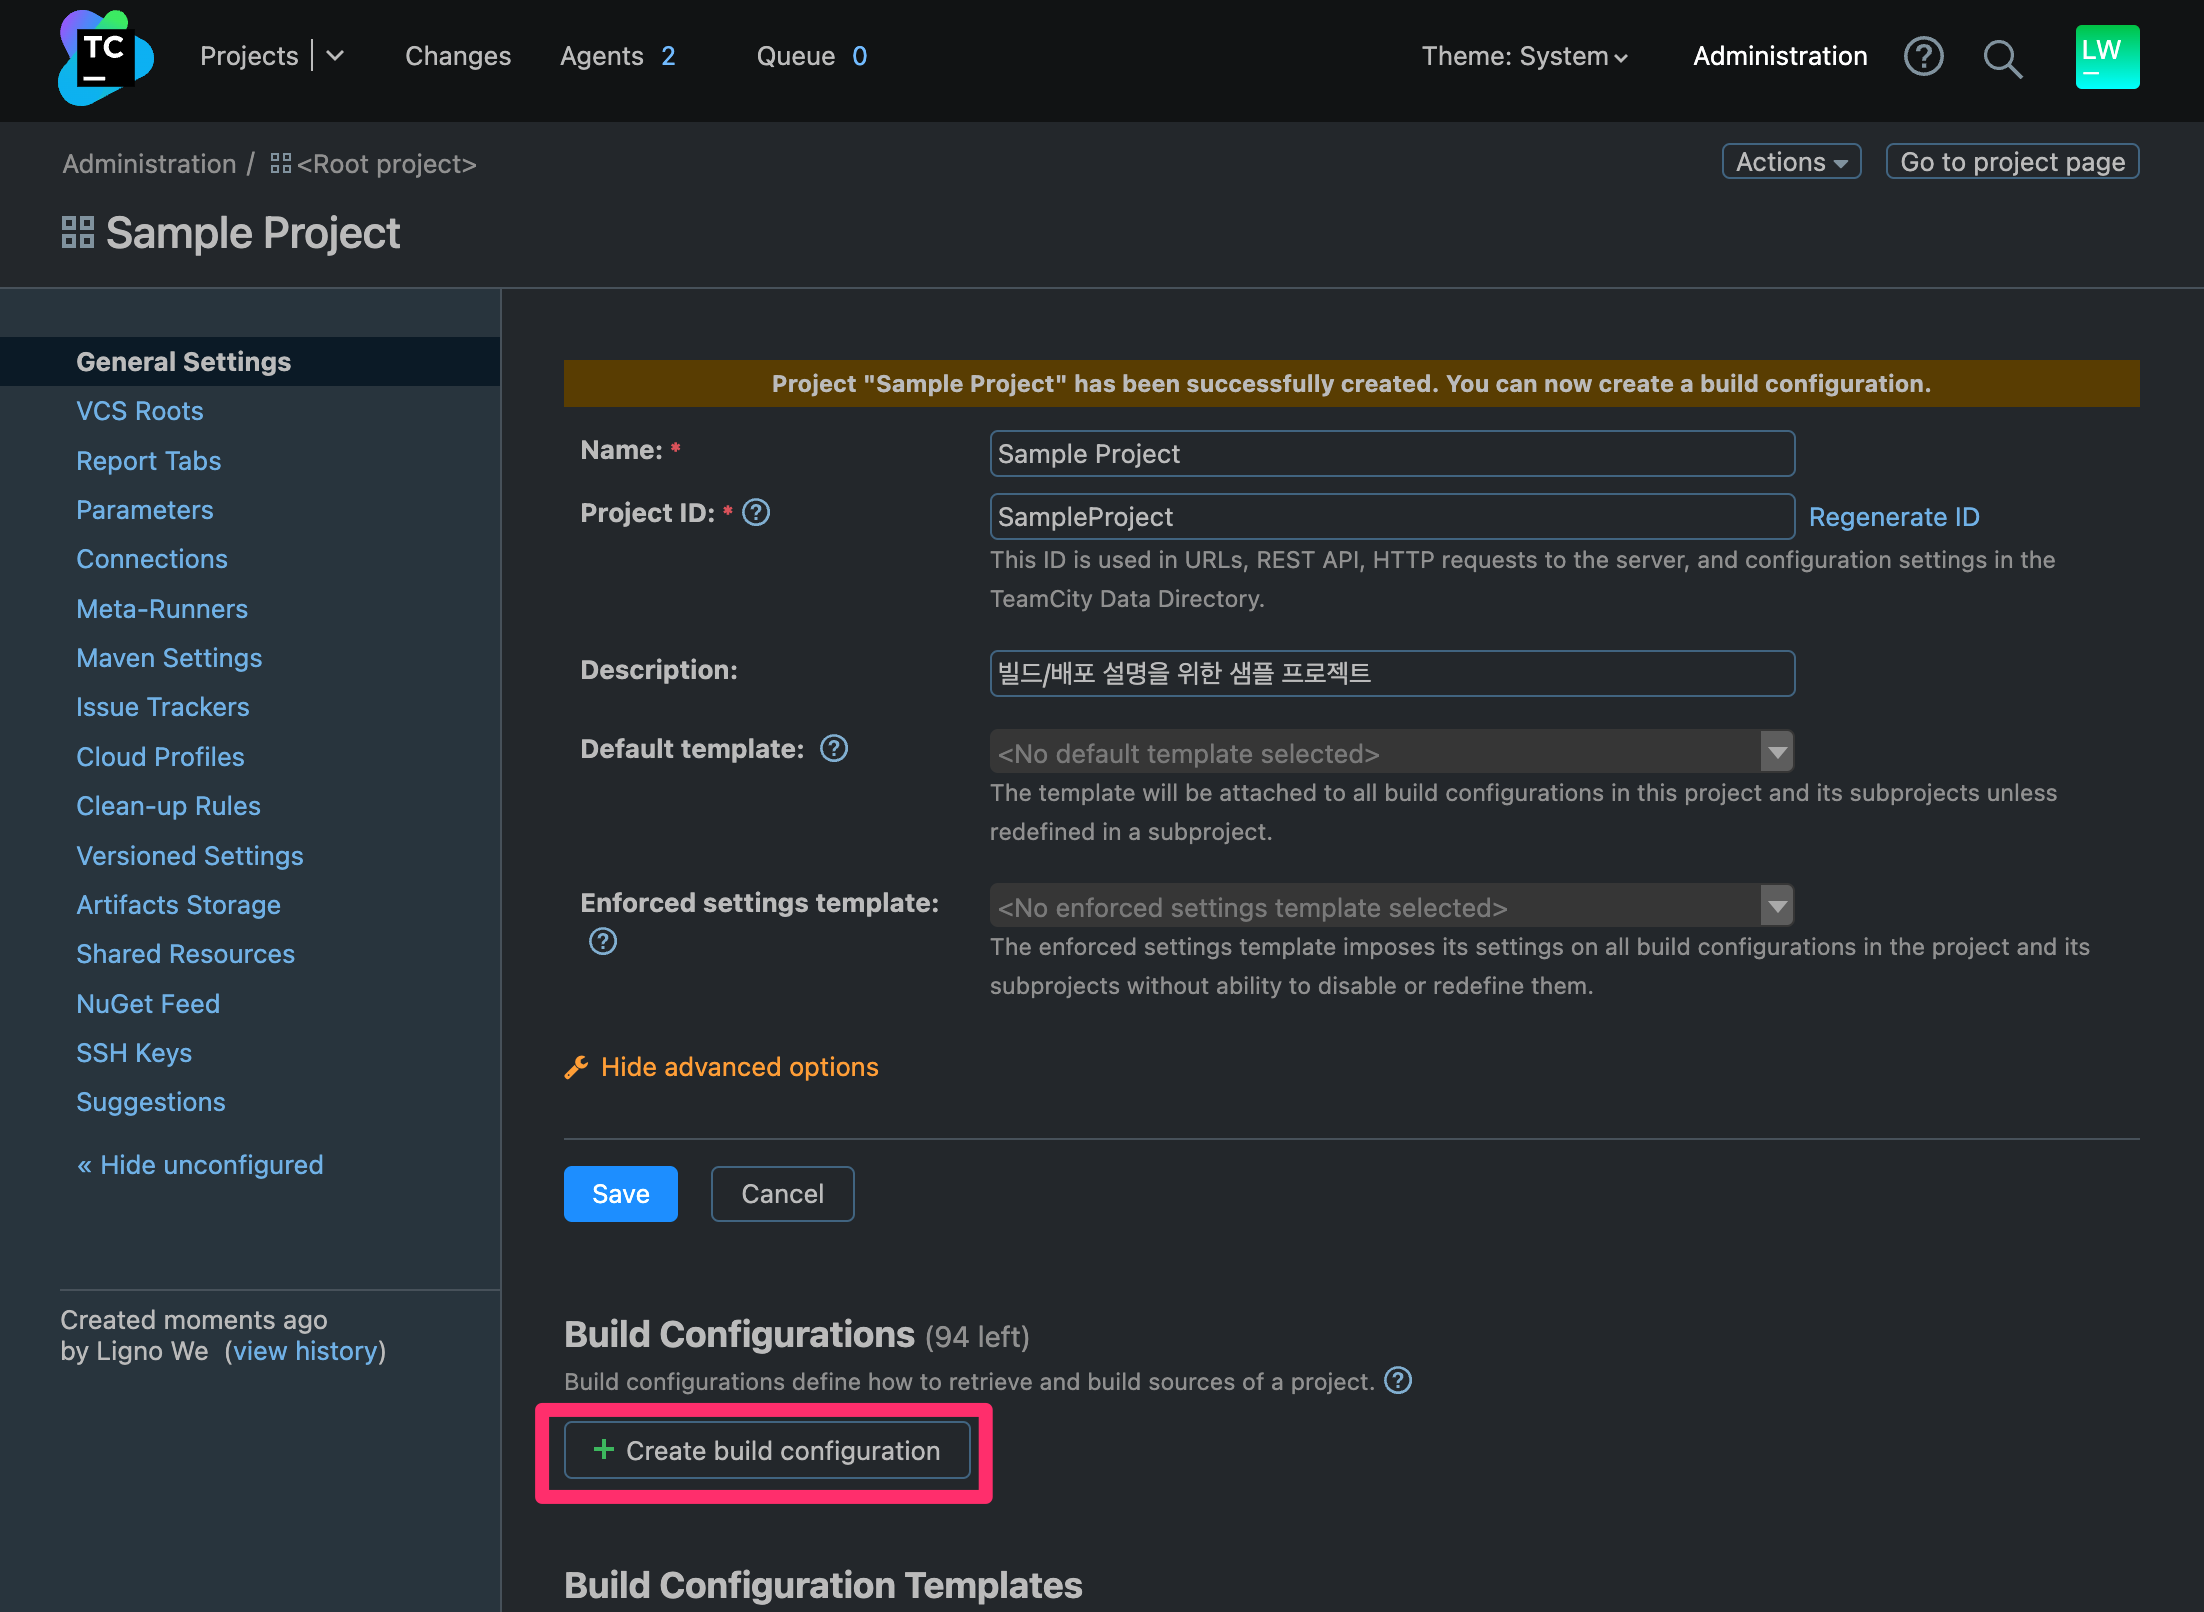 TC
Projects
Changes
Agents 2
Queue 0
Theme: System
Administration
LW
Administration / <Root project>
Actions
Go to project page
Sample Project
General Settings
VCS Roots
Report Tabs
Parameters
Connections
Meta-Runners
Maven Settings
Issue Trackers
Cloud Profiles
Clean-up Rules
Versioned Settings
Artifacts Storage
Shared Resources
NuGet Feed
SSH Keys
Suggestions
« Hide unconfigured
Created moments ago
by Ligno We (view history)
Project "Sample Project" has been successfully created. You can now create a build configuration.
Name: *
Sample Project
Project ID: *
SampleProject
Regenerate ID
This ID is used in URLs, REST API, HTTP requests to the server, and configuration settings in the
TeamCity Data Directory.
Description:
빌드/배포 설명을 위한 샘플 프로젝트
Default template:
<No default template selected>
The template will be attached to all build configurations in this project and its subprojects unless
redefined in a subproject.
Enforced settings template:
<No enforced settings template selected>
The enforced settings template imposes its settings on all build configurations in the project and its
subprojects without ability to disable or redefine them.
Hide advanced options
Save
Cancel
Build Configurations (94 left)
Build configurations define how to retrieve and build sources of a project.
+ Create build configuration
Build Configuration Templates